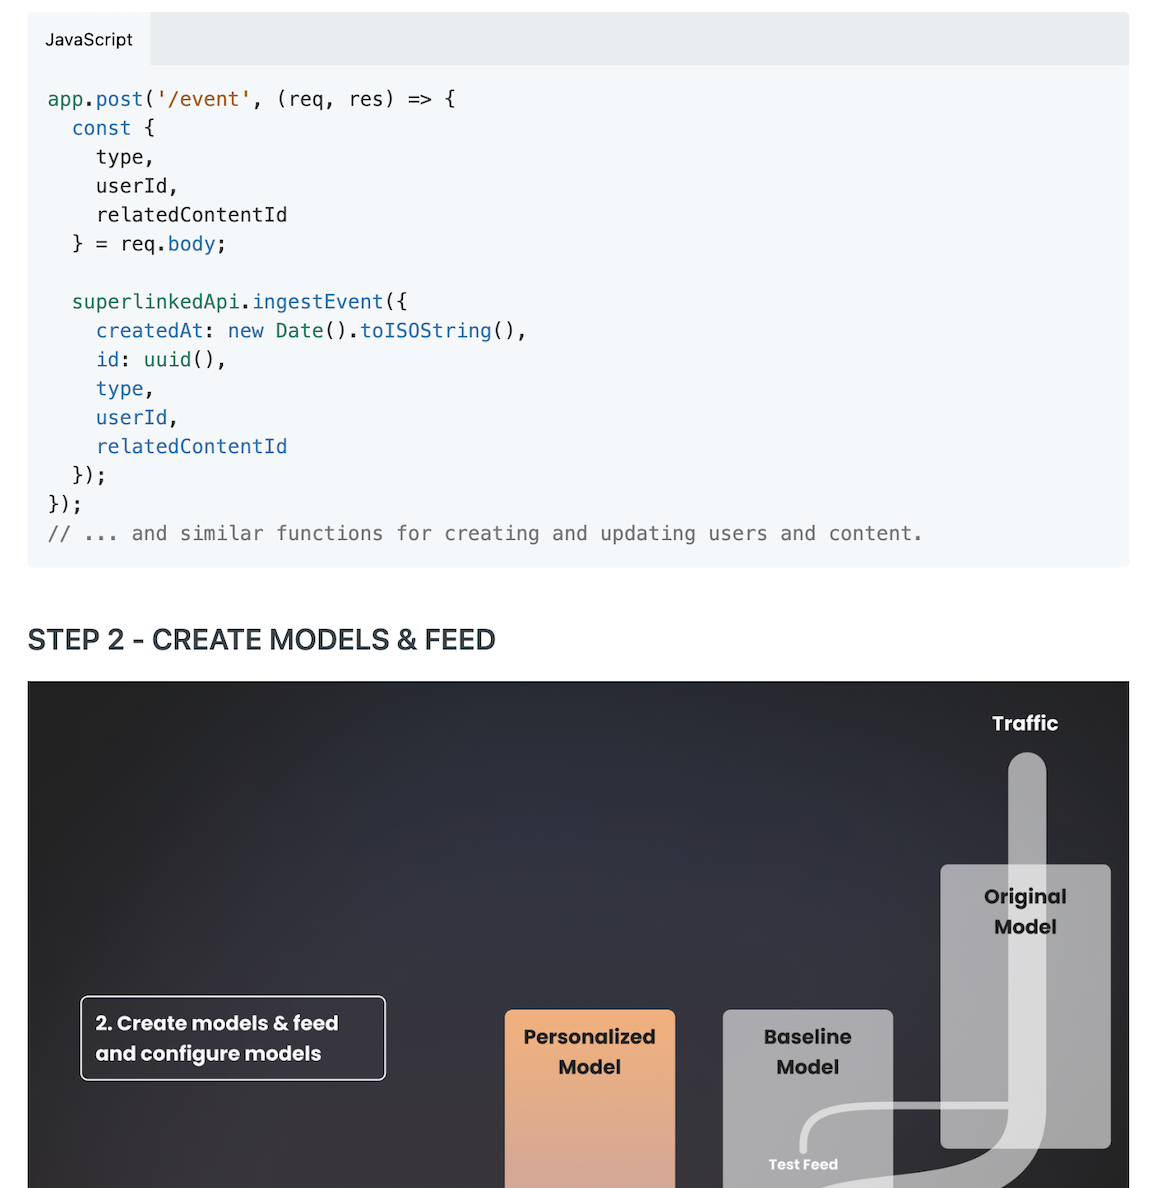 JavaScript
app.post('/event', (req, res) => {
  const {
    type,
    userId,
    relatedContentId
  } = req.body;

  superlinkedApi.ingestEvent({
    createdAt: new Date().toISOString(),
    id: uuid(),
    type,
    userId,
    relatedContentId
  });
});
// ... and similar functions for creating and updating users and content.
STEP 2 - CREATE MODELS & FEED
Traffic
Original
Model
2. Create models & feed
and configure models
Personalized
Model
Baseline
Model
Test Feed